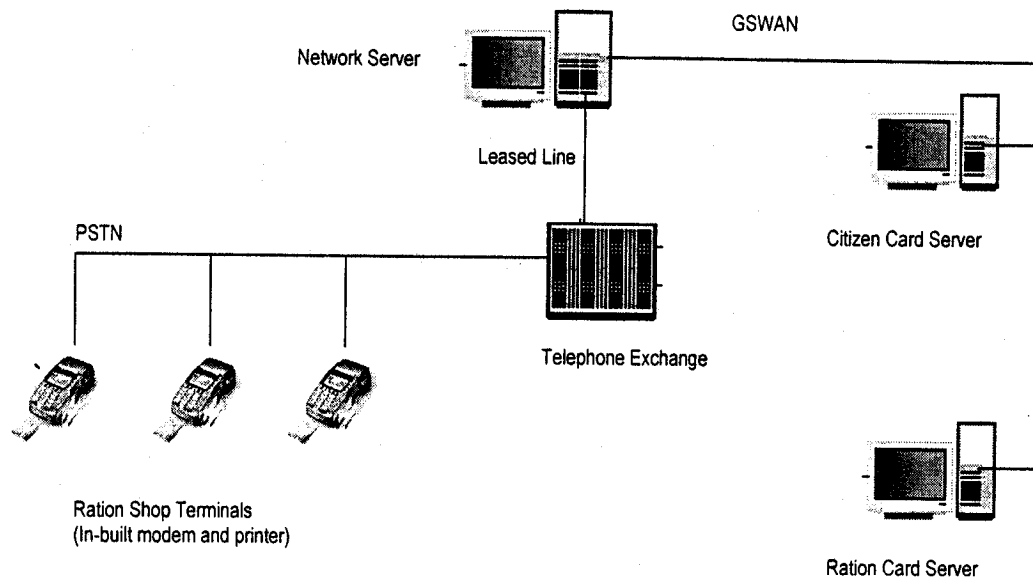 GSWAN
Network Server
Leased Line
PSTN
Citizen Card Server
Telephone Exchange
Ration Shop Terminals
(In-built modem and printer)
Ration Card Server